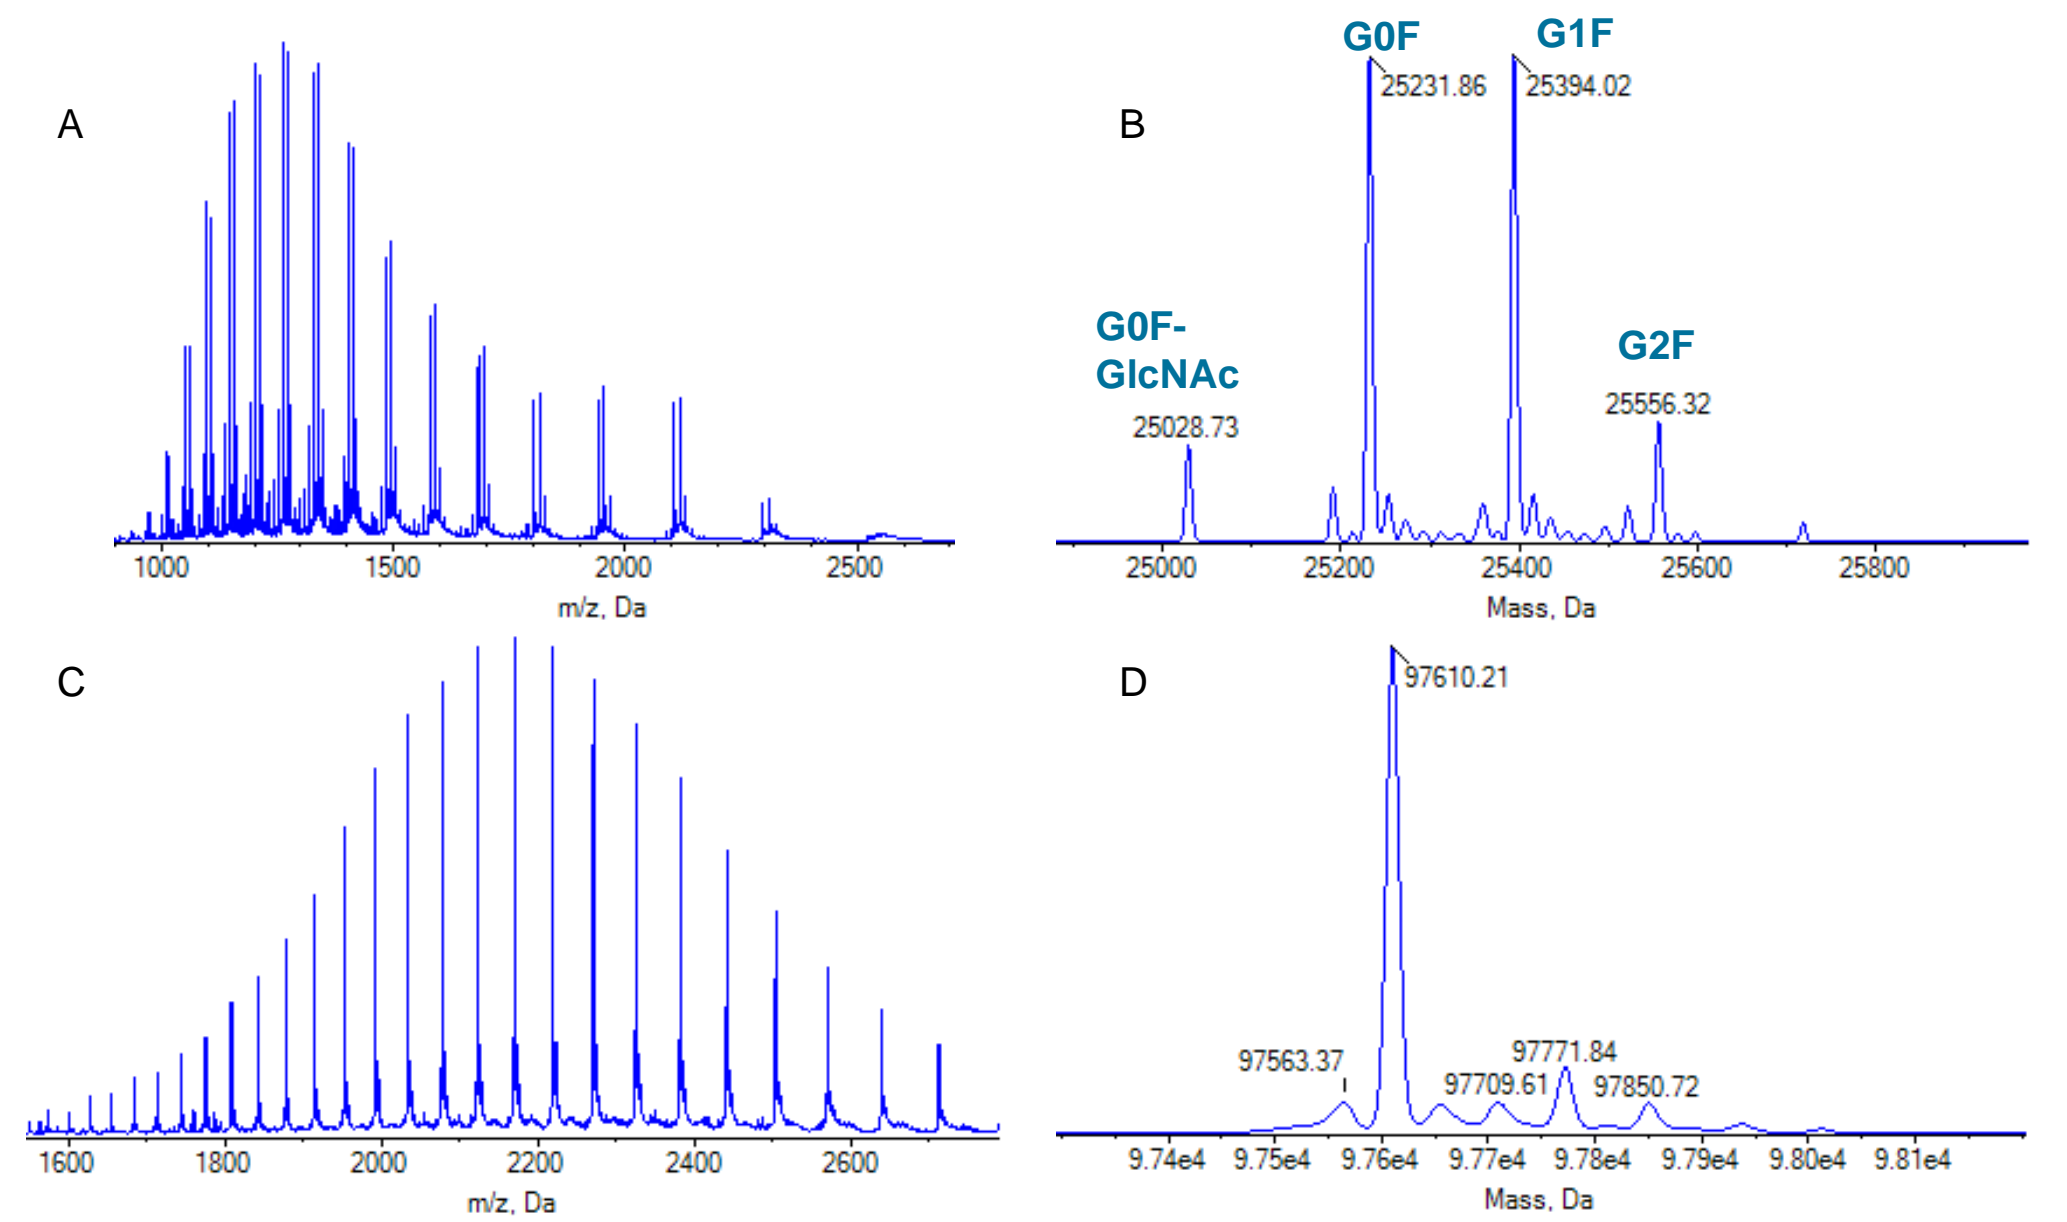 A
1000 1500 2000 2500
m/z, Da
B
G0F
G1F
25231.86
25394.02
G0F-
GlcNAc
25028.73
G2F
25556.32
25000 25200 25400 25600 25800
Mass, Da
C
1600 1800 2000 2200 2400 2600
m/z, Da
D
97610.21
97563.37
97709.61
97771.84
97850.72
9.74e4 9.75e4 9.76e4 9.77e4 9.78e4 9.79e4 9.80e4 9.81e4
Mass, Da